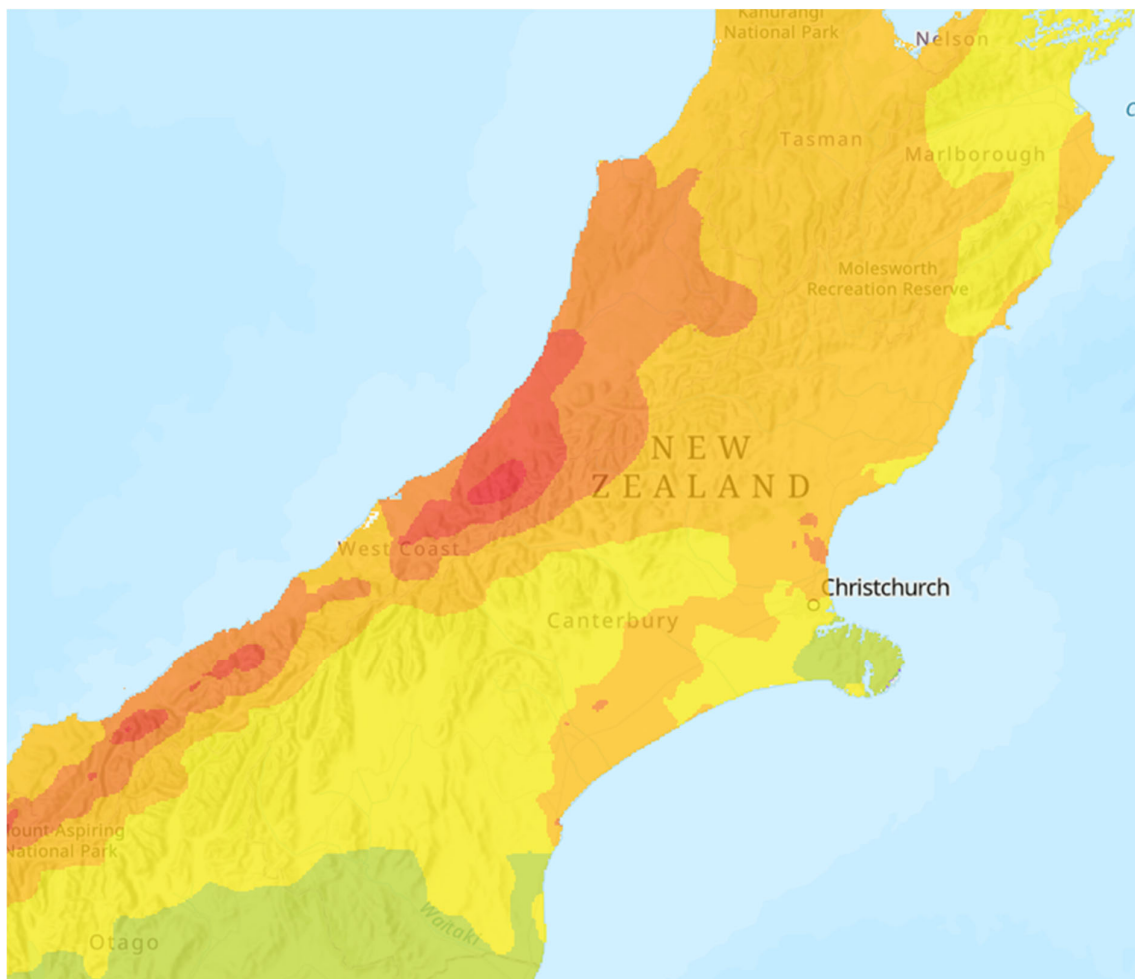 Kahurangi
National Park
Nelson
Tasman
Marlborough
Molesworth
Recreation Reserve
NEW
ZEALAND
West Coast
Christchurch
Canterbury
Mount Aspiring
National Park
Waitaki
Otago